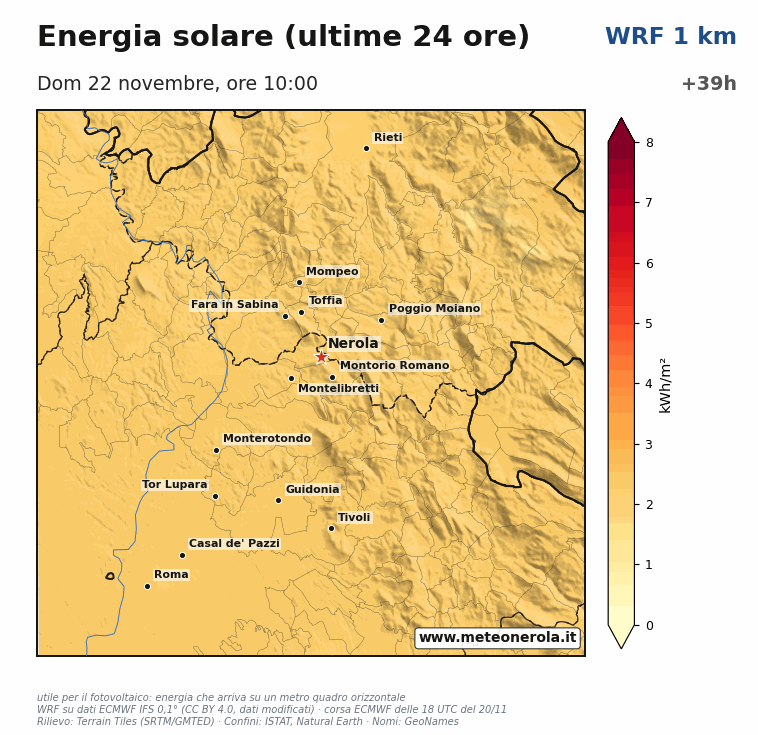 Energia solare (ultime 24 ore)
WRF 1 km
Dom 22 novembre, ore 10:00
+39h
Rieti
Mompeo
Toffia
Fara in Sabina
Poggio Moiano
Nerola
Montorio Romano
Montelibretti
Monterotondo
Tor Lupara
Guidonia
Tivoli
Casal de' Pazzi
Roma
www.meteonerola.it
8
7
6
5
4
3
2
1
0
kWh/m²
utile per il fotovoltaico: energia che arriva su un metro quadro orizzontale
WRF su dati ECMWF IFS 0,1° (CC BY 4.0, dati modificati) · corsa ECMWF delle 18 UTC del 20/11
Rilievo: Terrain Tiles (SRTM/GMTED) · Confini: ISTAT, Natural Earth · Nomi: GeoNames